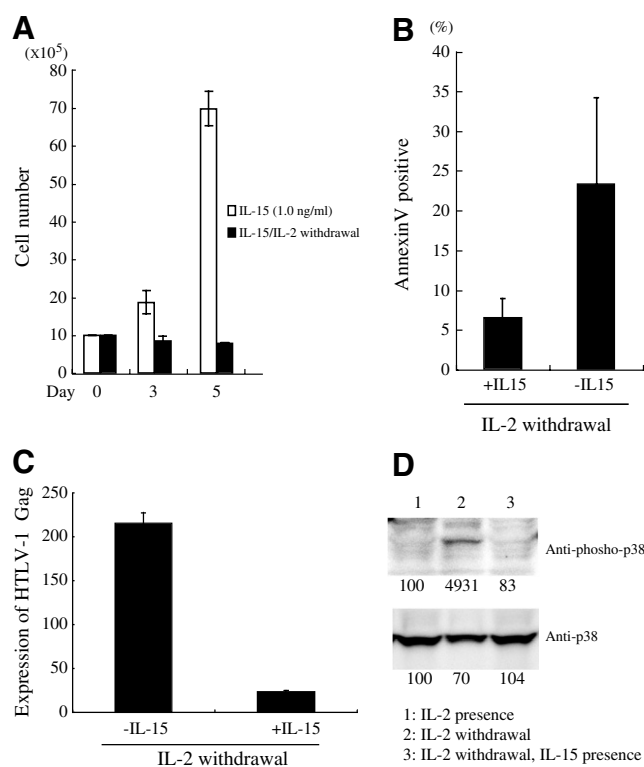 A
(x10⁵)
80
70
60
50
40
30
20
10
0
Cell number
IL-15 (1.0 ng/ml)
IL-15/IL-2 withdrawal
Day 0 3 5
B
(%)
40
35
30
25
20
15
10
5
0
AnnexinV positive
+IL15 -IL15
IL-2 withdrawal
C
250
200
150
100
50
0
Expression of HTLV-1 Gag
-IL-15 +IL-15
IL-2 withdrawal
D
1 2 3
Anti-phosho-p38
100 4931 83
Anti-p38
100 70 104
1: IL-2 presence
2: IL-2 withdrawal
3: IL-2 withdrawal, IL-15 presence